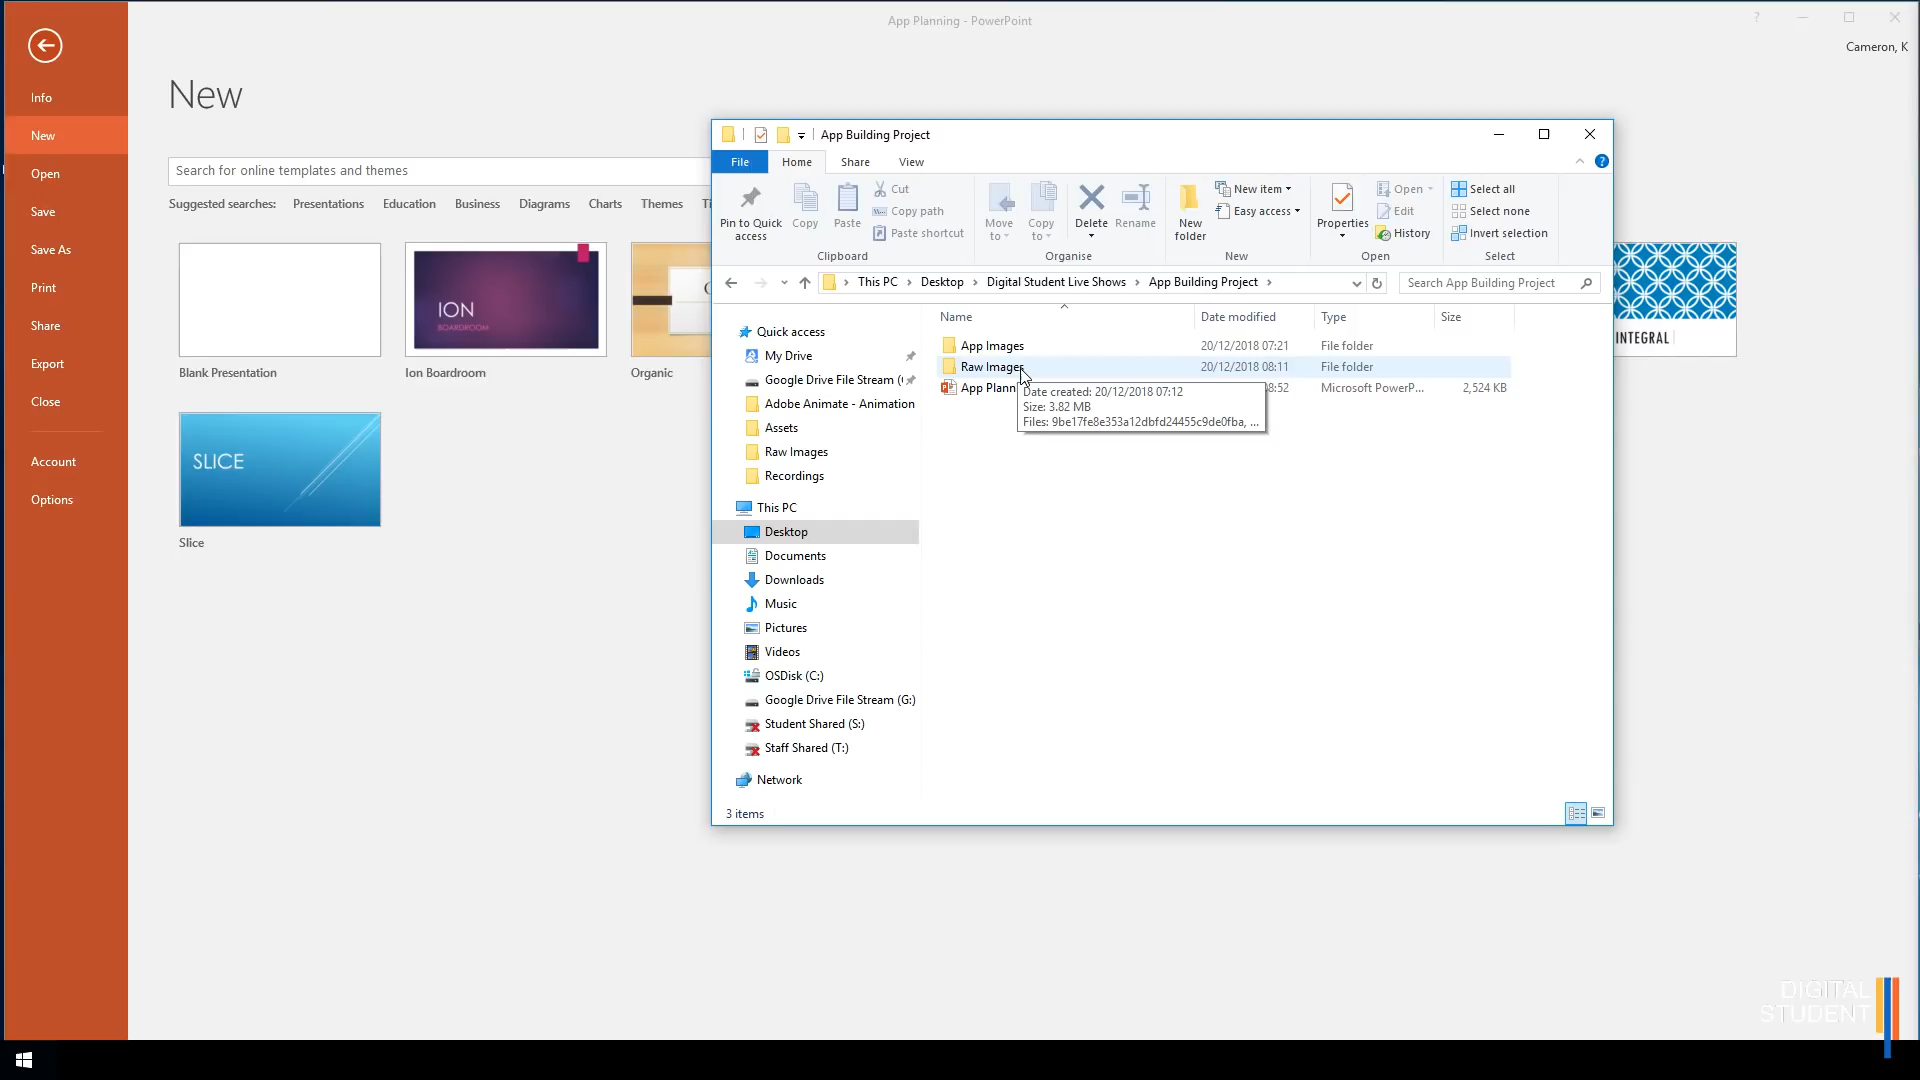 App Planning - PowerPoint
Cameron, K
Info
New
Open
Save
Save As
Print
Share
Export
Close
Account
Options
New
Search for online templates and themes
Suggested searches: Presentations Education Business Diagrams Charts Themes
ION
BOARDROOM
INTEGRAL
Blank Presentation
Ion Boardroom
Organic
SLICE
Slice
App Building Project
File Home Share View
Pin to Quick access
Copy
Paste
Cut
Copy path
Paste shortcut
Clipboard
Move to
Copy to
Delete
Rename
Organise
New folder
New item
Easy access
New
Properties
Open
Edit
History
Open
Select all
Select none
Invert selection
Select
This PC Desktop Digital Student Live Shows App Building Project
Search App Building Project
Name Date modified Type Size
App Images 20/12/2018 07:21 File folder
Raw Images 20/12/2018 08:11 File folder
App Plann 08:52 Microsoft PowerP... 2,524 KB
Date created: 20/12/2018 07:12
Size: 3.82 MB
Files: 9be17fe8e353a12dbfd24455c9de0fba, ...
Quick access
My Drive
Google Drive File Stream (
Adobe Animate - Animation
Assets
Raw Images
Recordings
This PC
Desktop
Documents
Downloads
Music
Pictures
Videos
OSDisk (C:)
Google Drive File Stream (G:)
Student Shared (S:)
Staff Shared (T:)
Network
3 items
DIGITAL
STUDENT